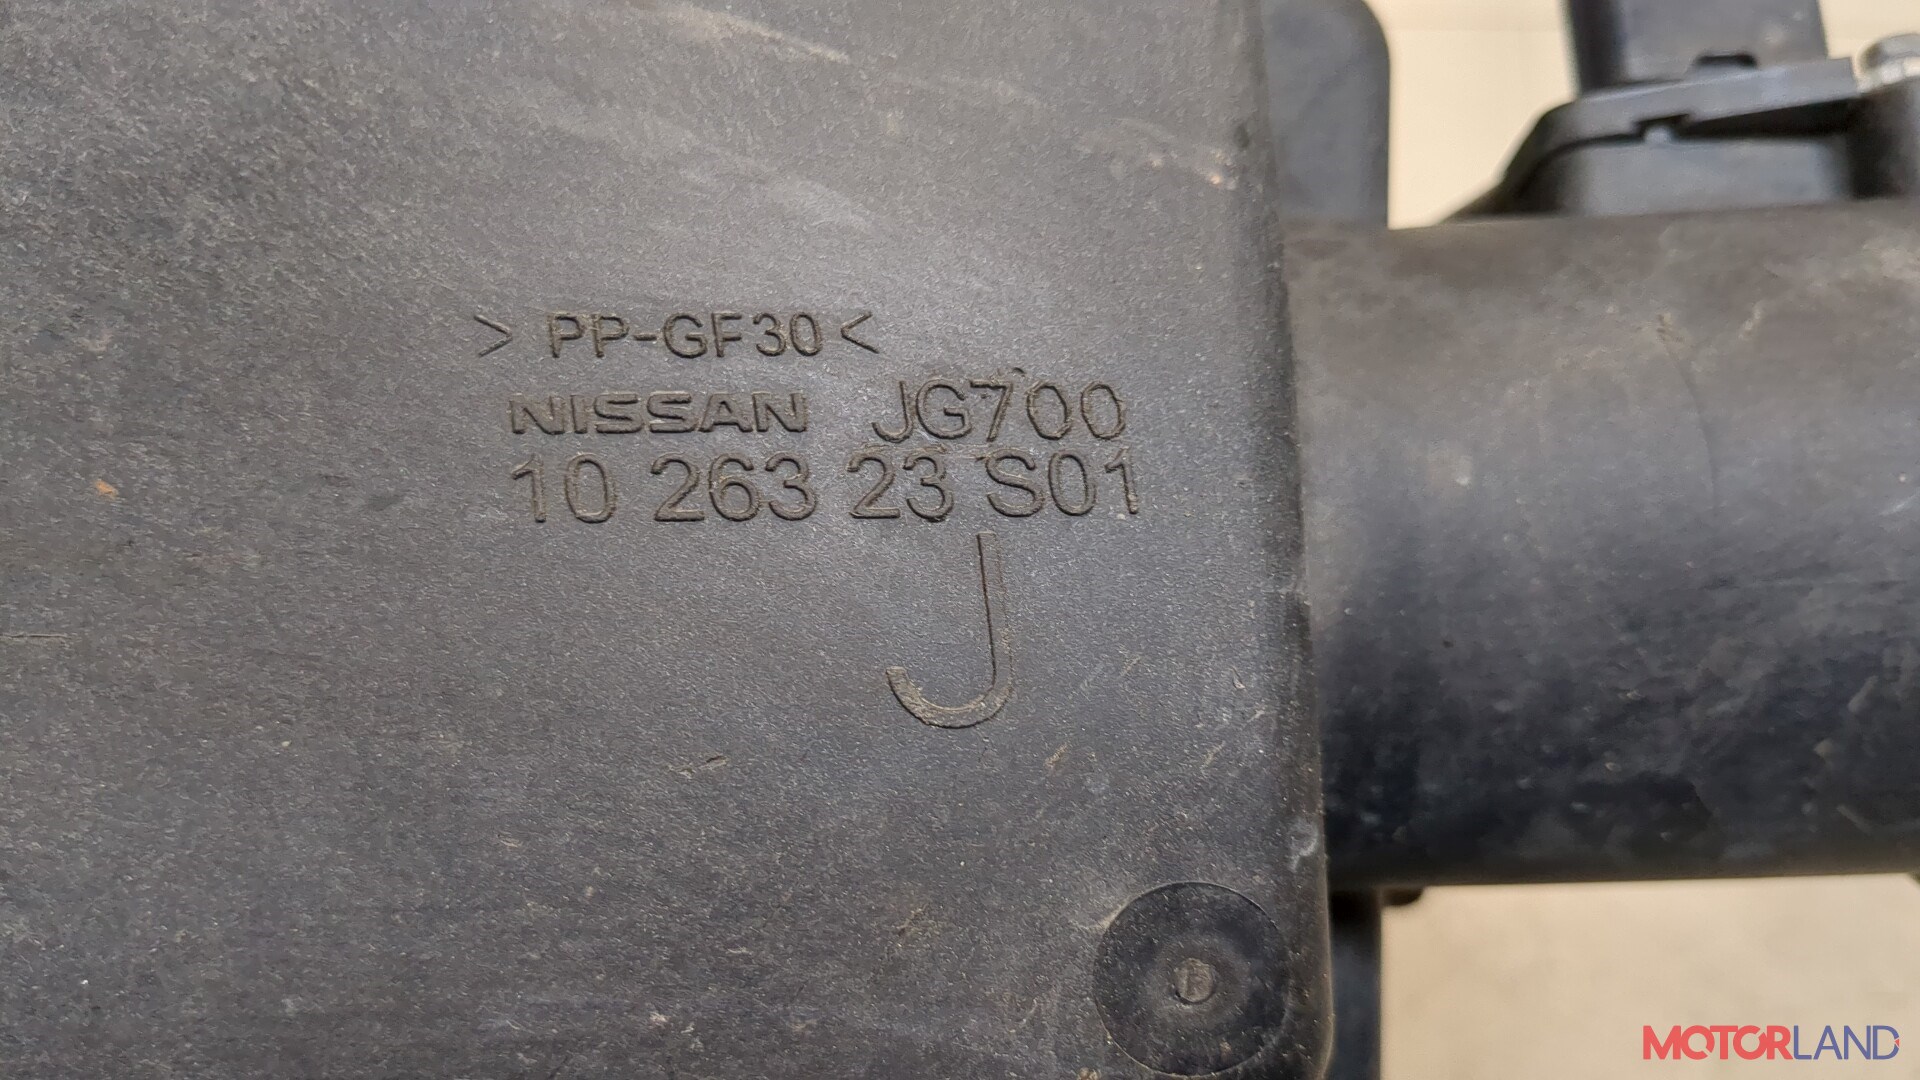 > PP-GF30 <
NISSAN JG700
10 263 23 S01
J
MOTORLAND